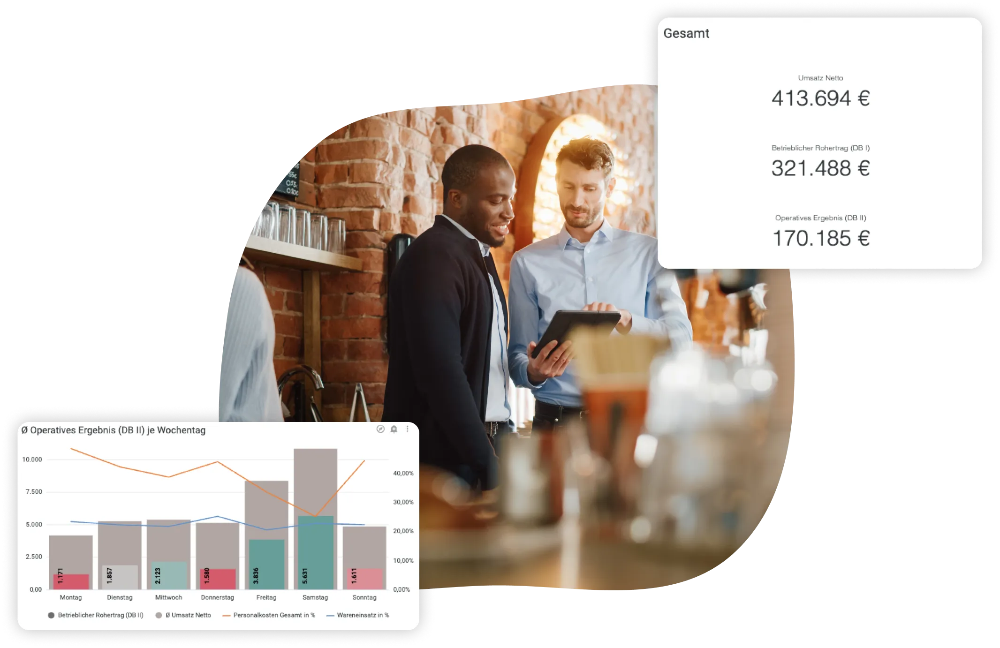 Gesamt
Umsatz Netto
413.694 €
Betrieblicher Rohertrag (DB I)
321.488 €
Operatives Ergebnis (DB II)
170.185 €
55c
0.55
Ø Operatives Ergebnis (DB II) je Wochentag
10.000
7.500
5.000
2.500
0,00
40,00%
30,00%
20,00%
10,00%
0,00%
1.171
1.857
2.123
1.580
3.836
5.631
1.611
Montag Dienstag Mittwoch Donnerstag Freitag Samstag Sonntag
Betrieblicher Rohertrag (DB II) Ø Umsatz Netto Personalkosten Gesamt in % Wareneinsatz in %